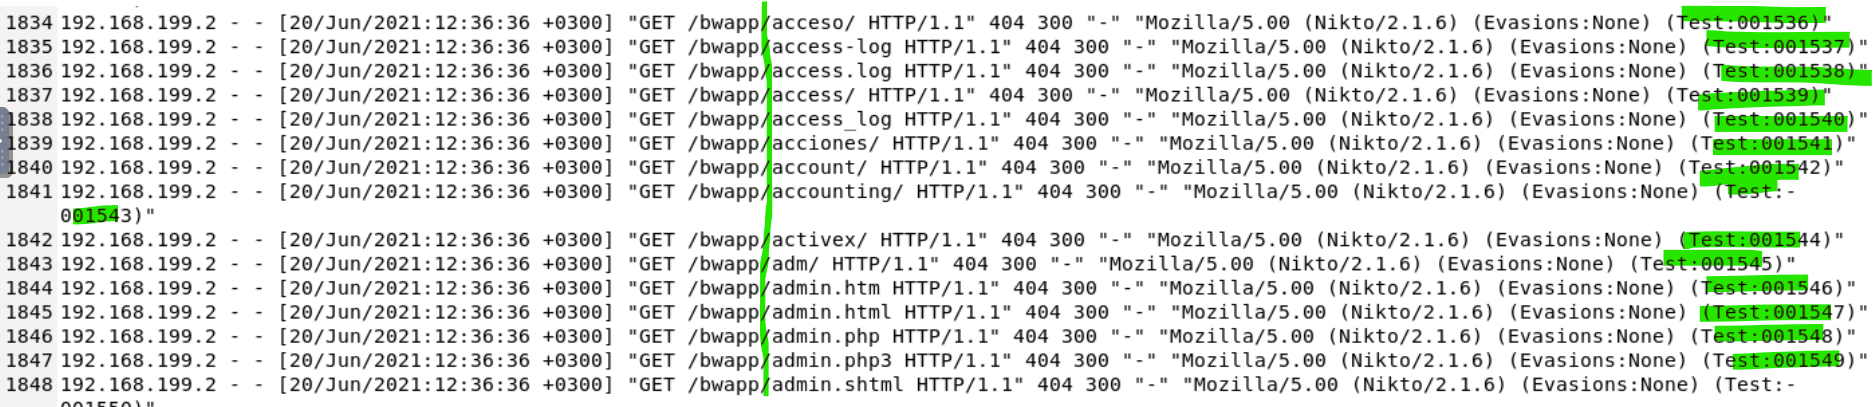 1834 192.168.199.2 - - [20/Jun/2021:12:36:36 +0300] "GET /bwapp/acceso/ HTTP/1.1" 404 300 "-" "Mozilla/5.00 (Nikto/2.1.6) (Evasions:None) (Test:001536)"
1835 192.168.199.2 - - [20/Jun/2021:12:36:36 +0300] "GET /bwapp/access-log HTTP/1.1" 404 300 "-" "Mozilla/5.00 (Nikto/2.1.6) (Evasions:None) (Test:001537)"
1836 192.168.199.2 - - [20/Jun/2021:12:36:36 +0300] "GET /bwapp/access.log HTTP/1.1" 404 300 "-" "Mozilla/5.00 (Nikto/2.1.6) (Evasions:None) (Test:001538)"
1837 192.168.199.2 - - [20/Jun/2021:12:36:36 +0300] "GET /bwapp/access/ HTTP/1.1" 404 300 "-" "Mozilla/5.00 (Nikto/2.1.6) (Evasions:None) (Test:001539)"
1838 192.168.199.2 - - [20/Jun/2021:12:36:36 +0300] "GET /bwapp/access_log HTTP/1.1" 404 300 "-" "Mozilla/5.00 (Nikto/2.1.6) (Evasions:None) (Test:001540)"
1839 192.168.199.2 - - [20/Jun/2021:12:36:36 +0300] "GET /bwapp/acciones/ HTTP/1.1" 404 300 "-" "Mozilla/5.00 (Nikto/2.1.6) (Evasions:None) (Test:001541)"
1840 192.168.199.2 - - [20/Jun/2021:12:36:36 +0300] "GET /bwapp/account/ HTTP/1.1" 404 300 "-" "Mozilla/5.00 (Nikto/2.1.6) (Evasions:None) (Test:001542)"
1841 192.168.199.2 - - [20/Jun/2021:12:36:36 +0300] "GET /bwapp/accounting/ HTTP/1.1" 404 300 "-" "Mozilla/5.00 (Nikto/2.1.6) (Evasions:None) (Test:-
001543)"
1842 192.168.199.2 - - [20/Jun/2021:12:36:36 +0300] "GET /bwapp/activex/ HTTP/1.1" 404 300 "-" "Mozilla/5.00 (Nikto/2.1.6) (Evasions:None) (Test:001544)"
1843 192.168.199.2 - - [20/Jun/2021:12:36:36 +0300] "GET /bwapp/adm/ HTTP/1.1" 404 300 "-" "Mozilla/5.00 (Nikto/2.1.6) (Evasions:None) (Test:001545)"
1844 192.168.199.2 - - [20/Jun/2021:12:36:36 +0300] "GET /bwapp/admin.htm HTTP/1.1" 404 300 "-" "Mozilla/5.00 (Nikto/2.1.6) (Evasions:None) (Test:001546)"
1845 192.168.199.2 - - [20/Jun/2021:12:36:36 +0300] "GET /bwapp/admin.html HTTP/1.1" 404 300 "-" "Mozilla/5.00 (Nikto/2.1.6) (Evasions:None) (Test:001547)"
1846 192.168.199.2 - - [20/Jun/2021:12:36:36 +0300] "GET /bwapp/admin.php HTTP/1.1" 404 300 "-" "Mozilla/5.00 (Nikto/2.1.6) (Evasions:None) (Test:001548)"
1847 192.168.199.2 - - [20/Jun/2021:12:36:36 +0300] "GET /bwapp/admin.php3 HTTP/1.1" 404 300 "-" "Mozilla/5.00 (Nikto/2.1.6) (Evasions:None) (Test:001549)"
1848 192.168.199.2 - - [20/Jun/2021:12:36:36 +0300] "GET /bwapp/admin.shtml HTTP/1.1" 404 300 "-" "Mozilla/5.00 (Nikto/2.1.6) (Evasions:None) (Test:-
001550)"